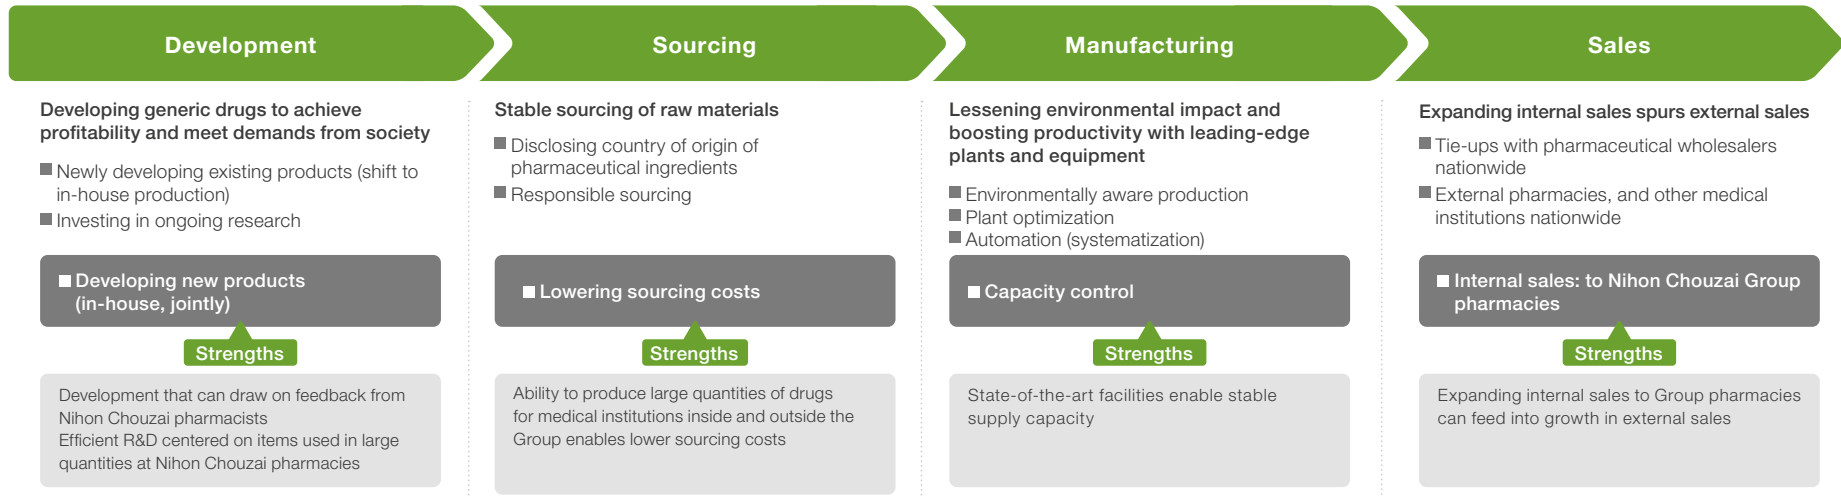 Development
Sourcing
Manufacturing
Sales
Developing generic drugs to achieve
profitability and meet demands from society
Newly developing existing products (shift to
in-house production)
Investing in ongoing research
Developing new products
(in-house, jointly)
Strengths
Development that can draw on feedback from
Nihon Chouzai pharmacists
Efficient R&D centered on items used in large
quantities at Nihon Chouzai pharmacies
Stable sourcing of raw materials
Disclosing country of origin of
pharmaceutical ingredients
Responsible sourcing
Lowering sourcing costs
Strengths
Ability to produce large quantities of drugs
for medical institutions inside and outside the
Group enables lower sourcing costs
Lessening environmental impact and
boosting productivity with leading-edge
plants and equipment
Environmentally aware production
Plant optimization
Automation (systematization)
Capacity control
Strengths
State-of-the-art facilities enable stable
supply capacity
Expanding internal sales spurs external sales
Tie-ups with pharmaceutical wholesalers
nationwide
External pharmacies, and other medical
institutions nationwide
Internal sales: to Nihon Chouzai Group
pharmacies
Strengths
Expanding internal sales to Group pharmacies
can feed into growth in external sales